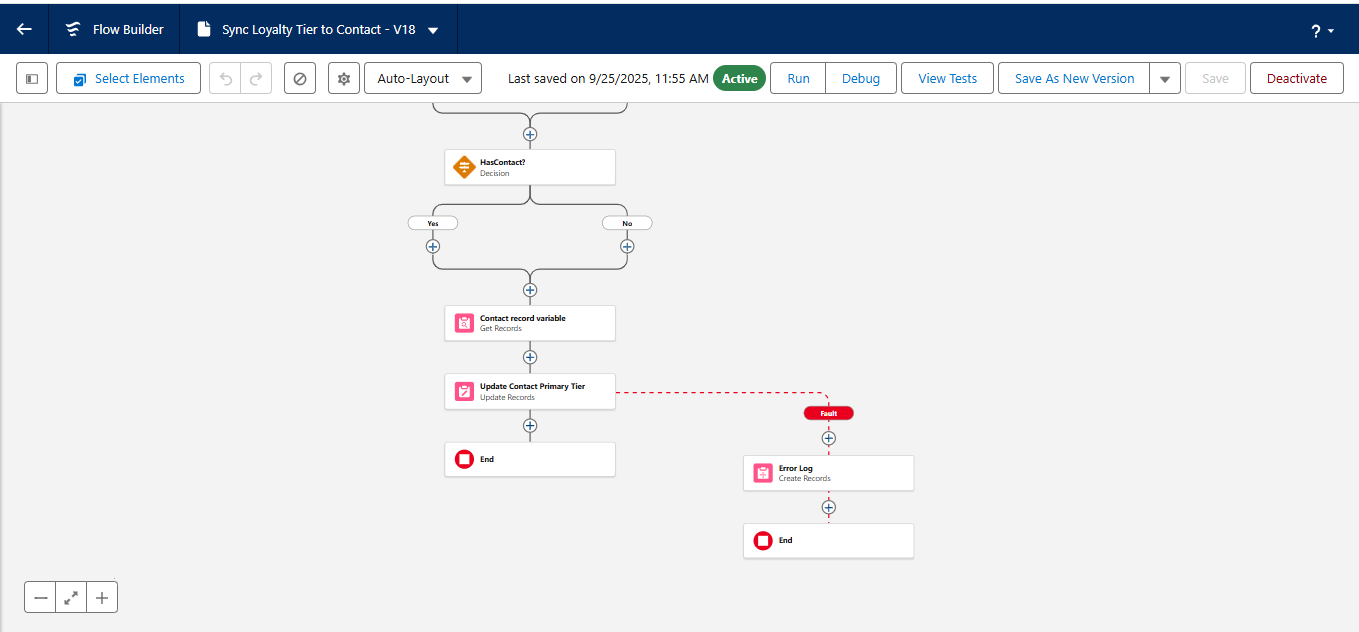 Flow Builder
Sync Loyalty Tier to Contact - V18
?
Select Elements
Auto-Layout
Last saved on 9/25/2025, 11:55 AM
Active
Run
Debug
View Tests
Save As New Version
Save
Deactivate
HasContact?
Decision
Yes
No
Contact record variable
Get Records
Update Contact Primary Tier
Update Records
Fault
End
Error Log
Create Records
End